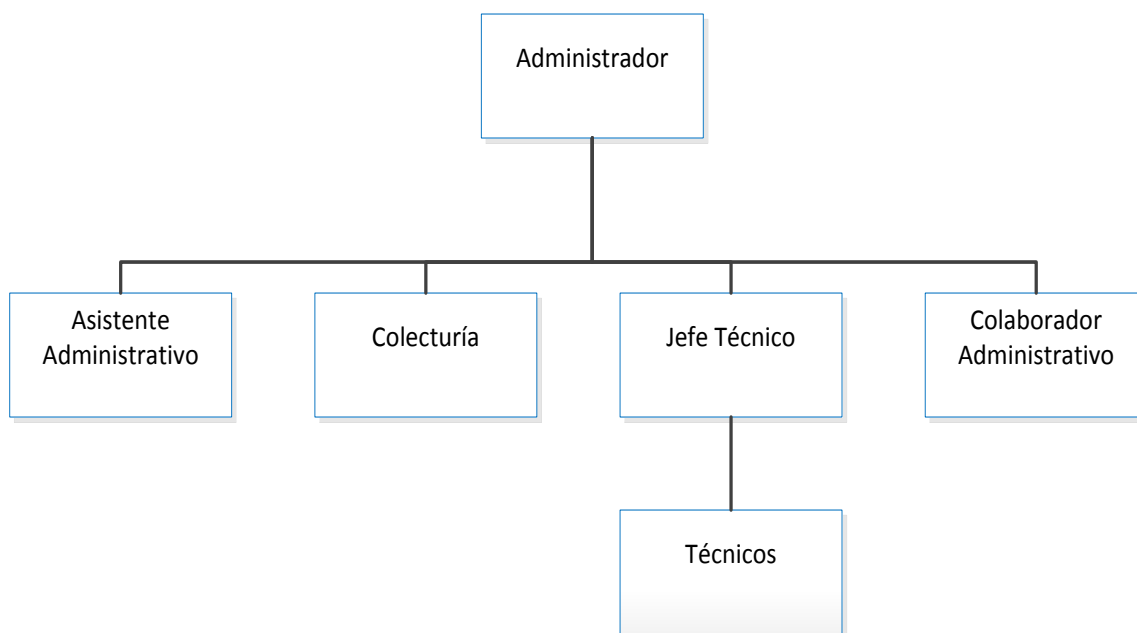 Administrador
Asistente
Administrativo
Colecturía
Jefe Técnico
Colaborador
Administrativo
Técnicos